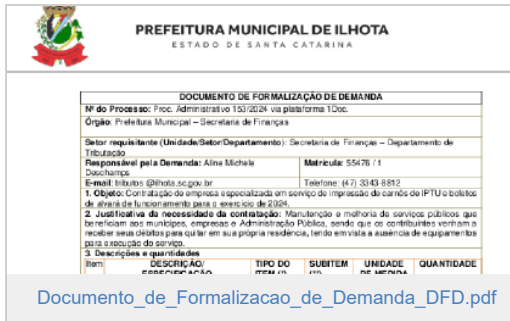 PREFEITURA MUNICIPAL DE ILHOTA
ESTADO DE SANTA CATARINA
DOCUMENTO DE FORMALIZAÇÃO DE DEMANDA
Nº do Processo: Proc. Administrativo 153/2024 via plataforma 1Doc.
Órgão: Prefeitura Municipal – Secretaria de Finanças
Setor requisitante (Unidade/Setor/Departamento): Secretaria de Finanças – Departamento de
Tributação
Responsável pela Demanda: Aline Michele
Deschamps
Matrícula: 55476 / 1
E-mail: tributos @ilhota.sc.gov.br
Telefone: (47) 3343-8812
1. Objeto: Contratação de empresa especializada em serviço de impressão de carnês de IPTU e boletos
de alvará de funcionamento para o exercício de 2024.
2. Justificativa da necessidade da contratação: Manutenção e melhoria de serviços públicos que
beneficiam aos munícipes, empresas e Administração Pública, sendo que os contribuintes venham a
receber seus débitos para quitar em sua própria residência, tendo em vista a ausência de equipamentos
para execução do serviço.
3. Descrições e quantidades
Item
DESCRIÇÃO/
ESPECIFICAÇÃO
TIPO DO
ITEM
SUBITEM
UNIDADE
DE MEDIDA
QUANTIDADE
Documento_de_Formalizacao_de_Demanda_DFD.pdf